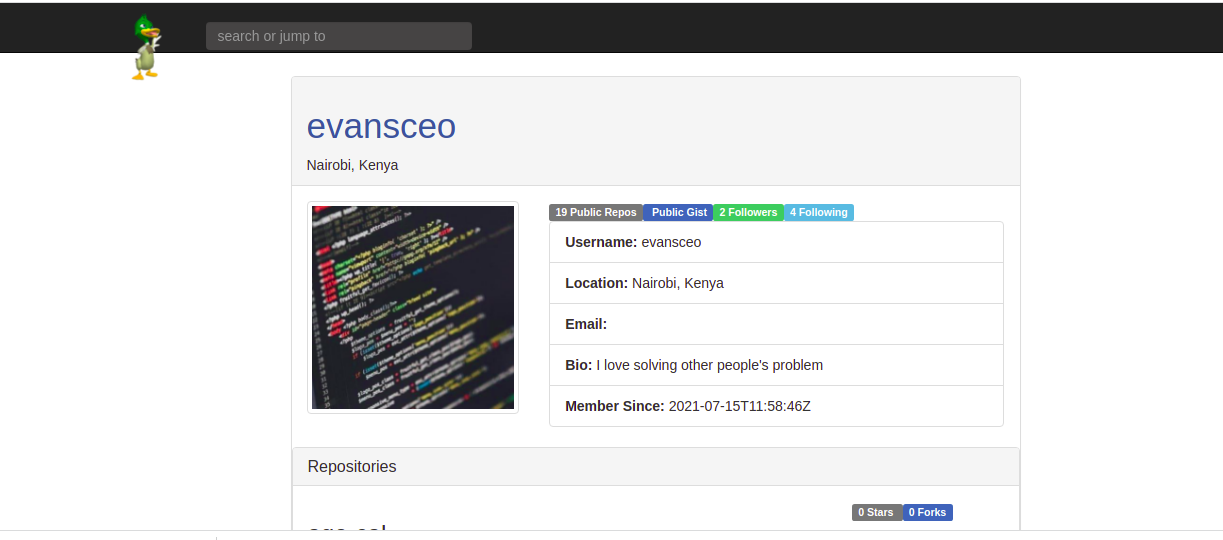 search or jump to
evansceo
Nairobi, Kenya
19 Public Repos Public Gist 2 Followers 4 Following
Username: evansceo
Location: Nairobi, Kenya
Email:
Bio: I love solving other people's problem
Member Since: 2021-07-15T11:58:46Z
Repositories
0 Stars 0 Forks